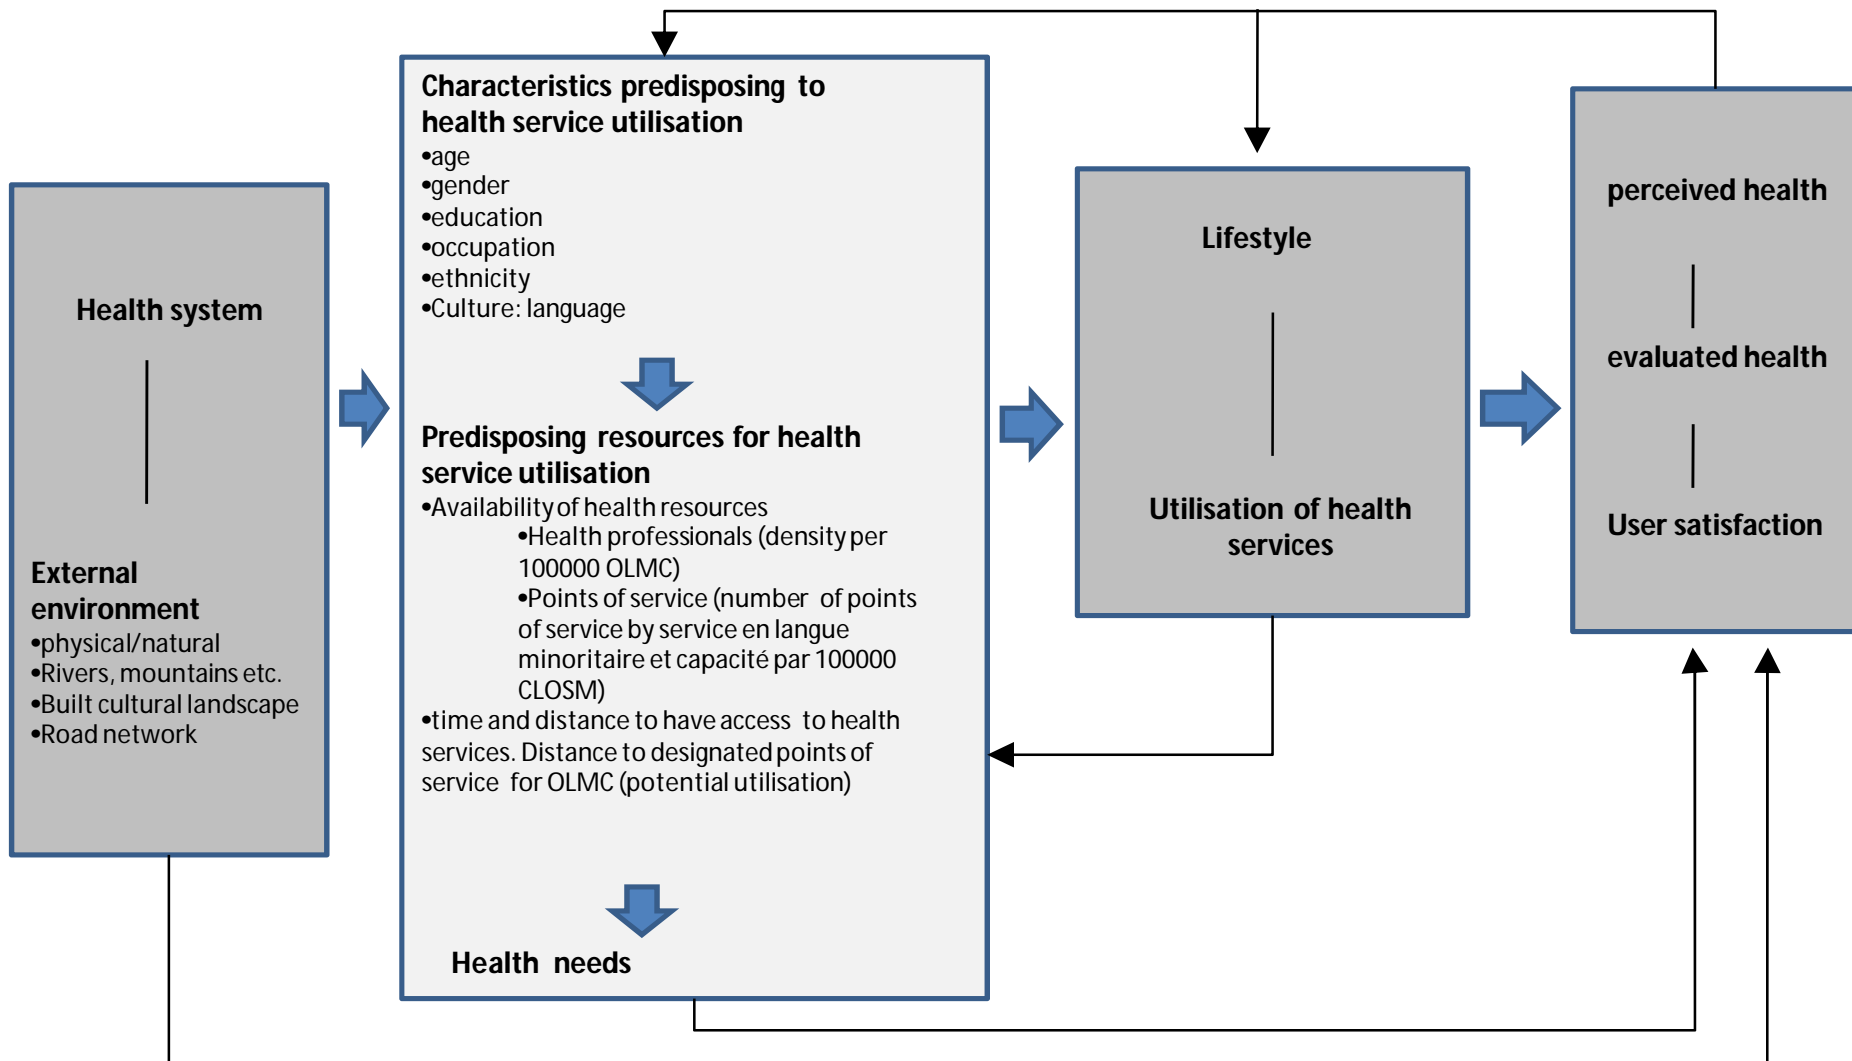 Health system
External
environment
•physical/natural
•Rivers, mountains etc.
•Built cultural landscape
•Road network
Characteristics predisposing to
health service utilisation
•age
•gender
•education
•occupation
•ethnicity
•Culture: language
Predisposing resources for health
service utilisation
•Availability of health resources
•Health professionals (density per
100000 OLMC)
•Points of service (number of points
of service by service en langue
minoritaire et capacité par 100000
CLOSM)
•time and distance to have access to health
services. Distance to designated points of
service for OLMC (potential utilisation)
Health needs
Lifestyle
Utilisation of health
services
perceived health
evaluated health
User satisfaction